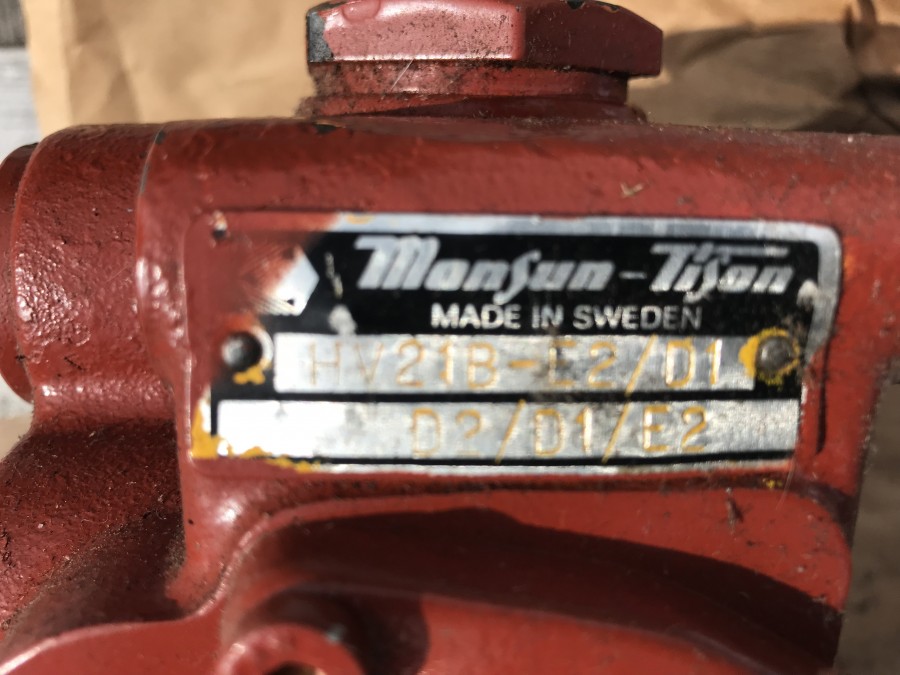 Monsun-Tison
MADE IN SWEDEN
HV21B-E2/D1
D2/D1/E2